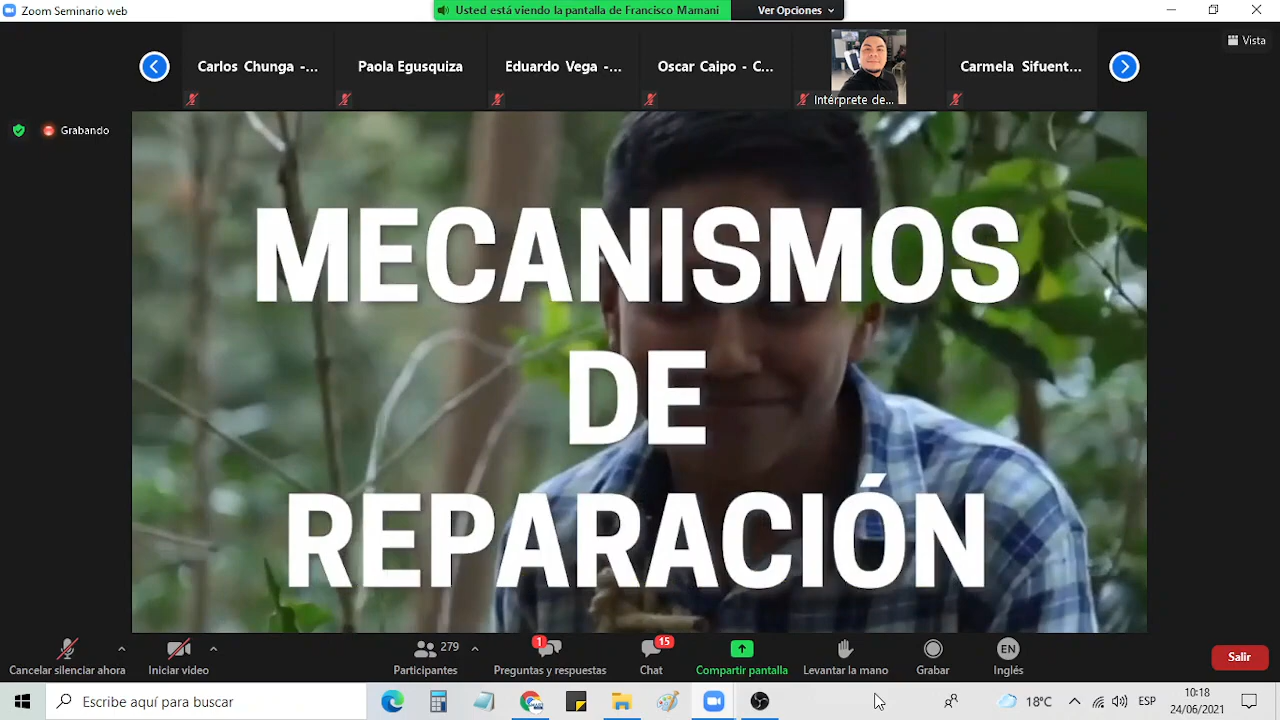 Zoom Seminario web
Usted está viendo la pantalla de Francisco Mamani
Ver Opciones
Vista
Carlos Chunga -...
Paola Egusquiza
Eduardo Vega -...
Oscar Caipo - C...
Intérprete de...
Carmela Sifuent...
Grabando
MECANISMOS
DE
REPARACIÓN
Cancelar silenciar ahora
Iniciar video
279
Participantes
1
Preguntas y respuestas
15
Chat
Compartir pantalla
Levantar la mano
Grabar
EN
Inglés
Salir
Escribe aquí para buscar
18°C
ESP
10:18
24/06/2021